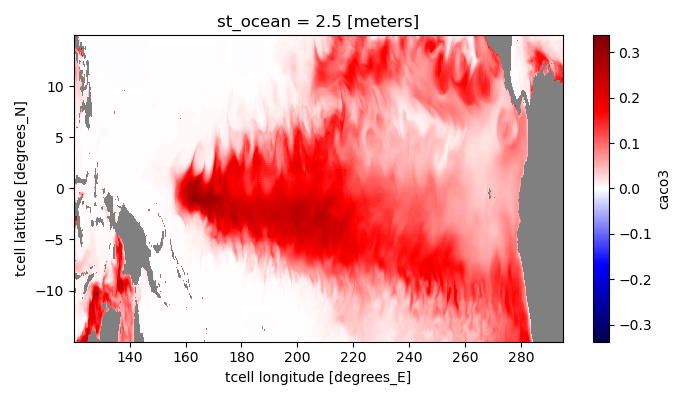 st_ocean = 2.5 [meters]
10
5
0
−5
−10
tcell latitude [degrees_N]
140 160 180 200 220 240 260 280
tcell longitude [degrees_E]
0.3
0.2
0.1
0.0
−0.1
−0.2
−0.3
caco3